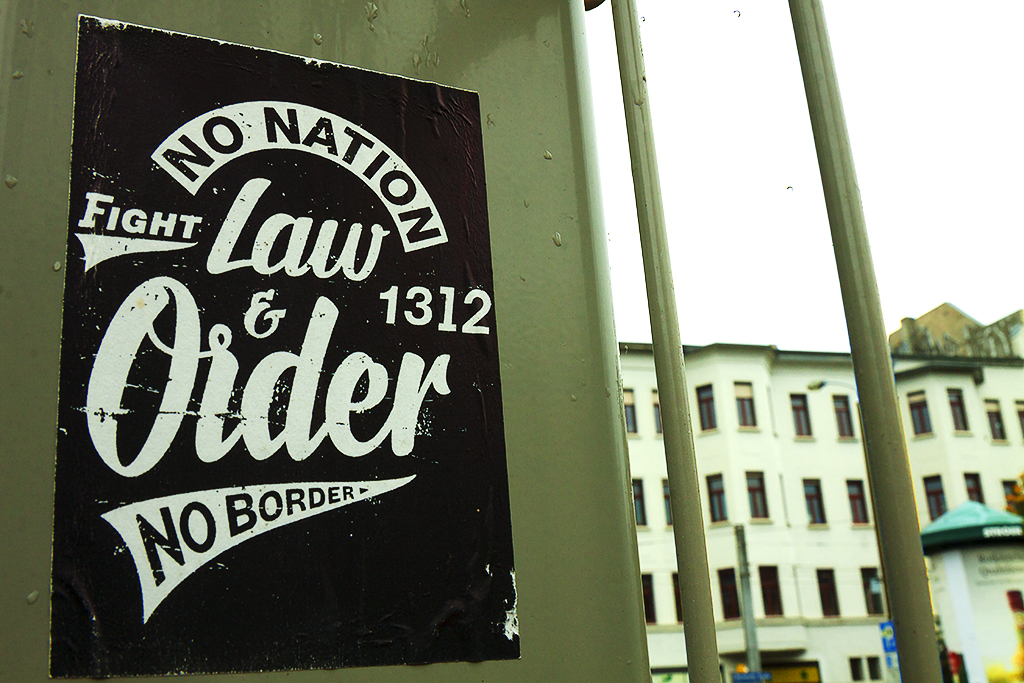 NO NATION
FIGHT
Law
&
1312
Order
NO BORDER